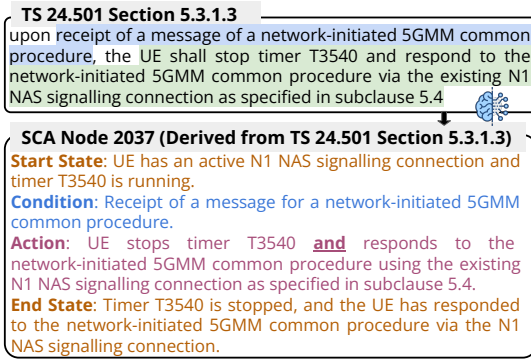 TS 24.501 Section 5.3.1.3
upon receipt of a message of a network-initiated 5GMM common
procedure, the UE shall stop timer T3540 and respond to the
network-initiated 5GMM common procedure via the existing N1
NAS signalling connection as specified in subclause 5.4
SCA Node 2037 (Derived from TS 24.501 Section 5.3.1.3)
Start State: UE has an active N1 NAS signalling connection and
timer T3540 is running.
Condition: Receipt of a message for a network-initiated 5GMM
common procedure.
Action: UE stops timer T3540 and responds to the
network-initiated 5GMM common procedure using the existing
N1 NAS signalling connection as specified in subclause 5.4.
End State: Timer T3540 is stopped, and the UE has responded
to the network-initiated 5GMM common procedure via the N1
NAS signalling connection.